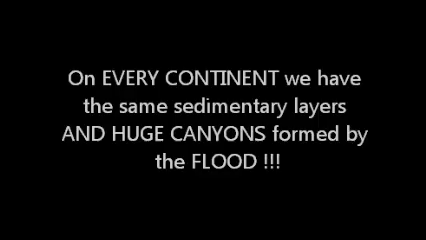 On EVERY CONTINENT we have
the same sedimentary layers
AND HUGE CANYONS formed by
the FLOOD !!!